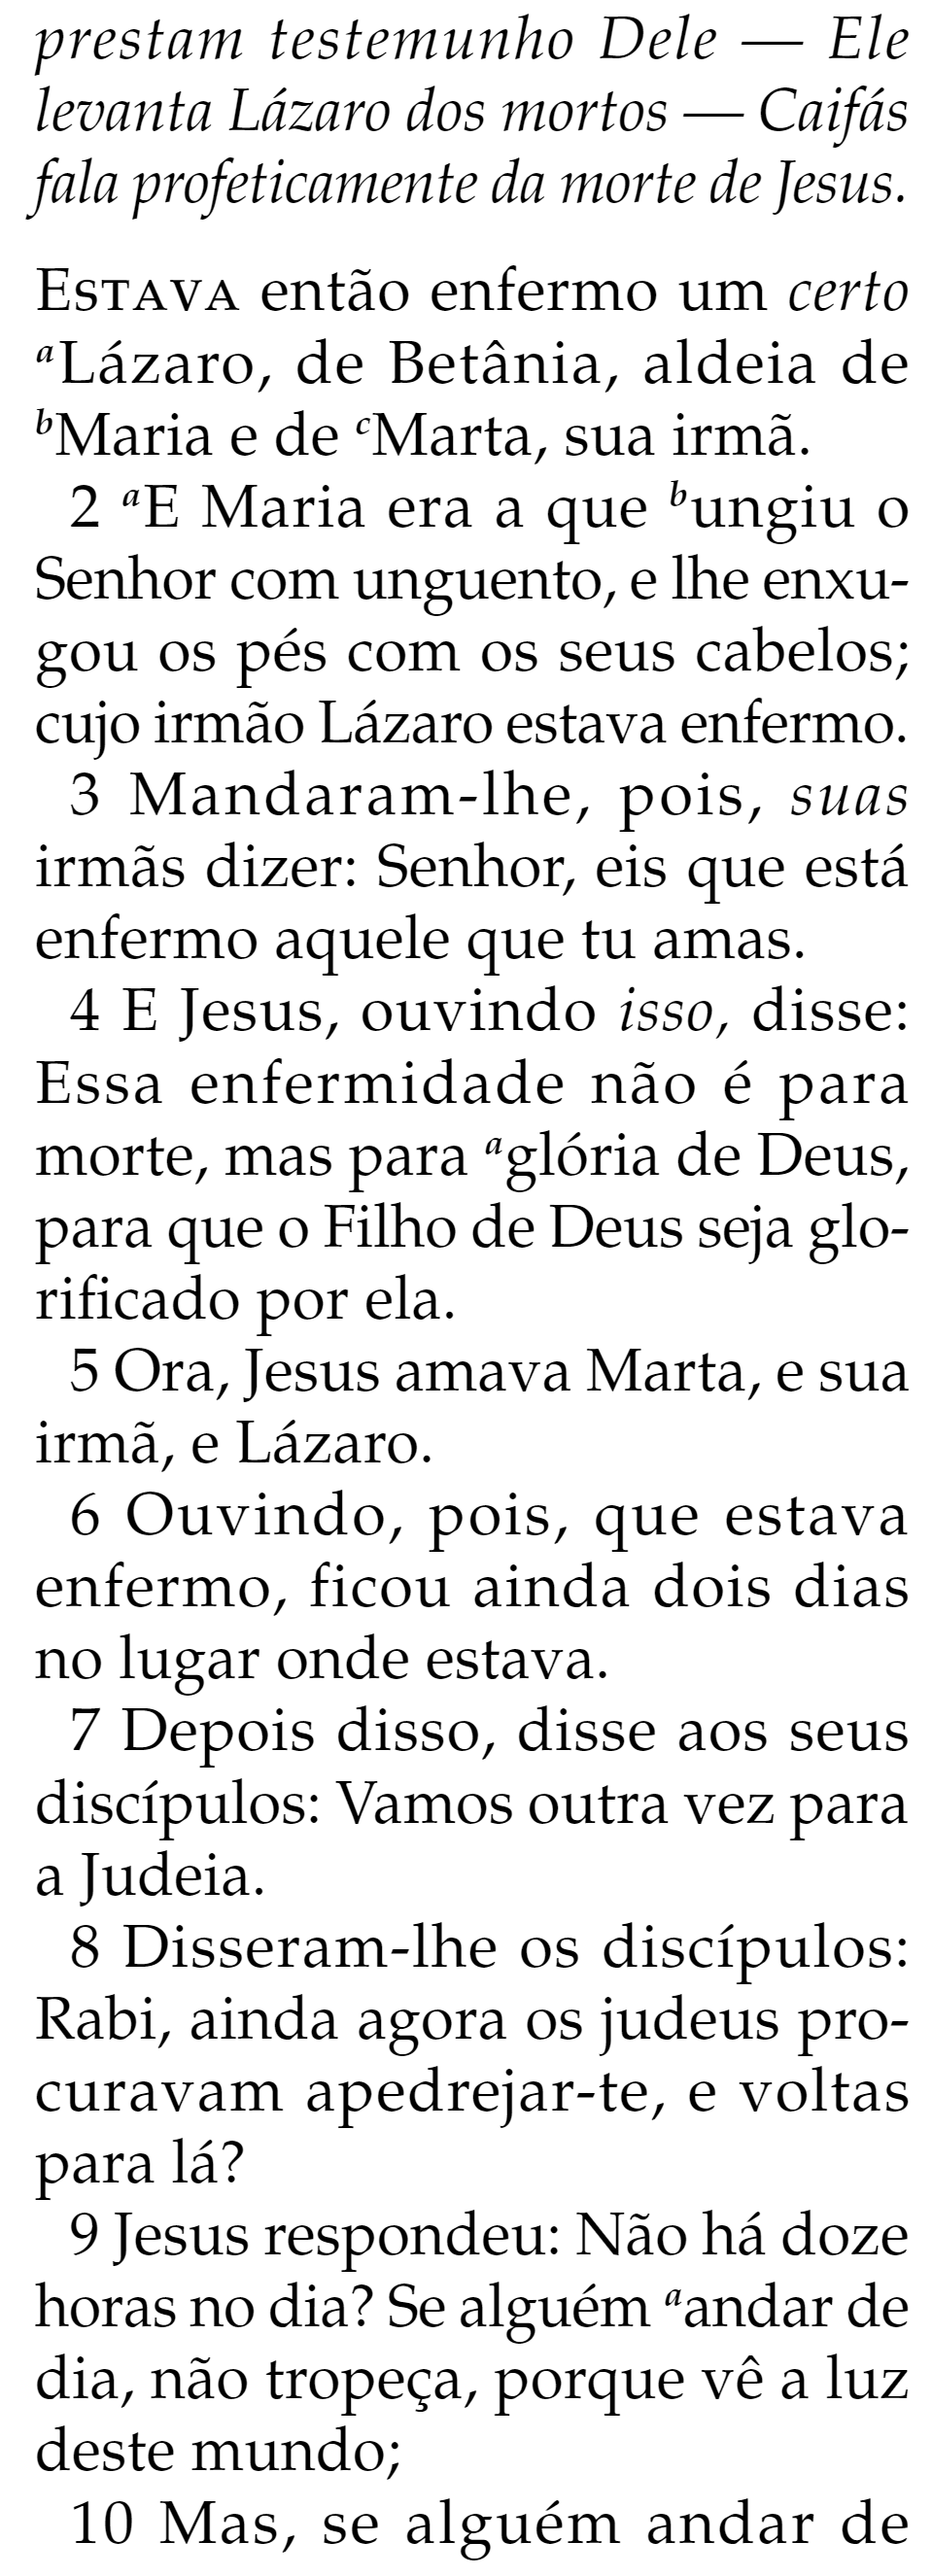 prestam testemunho Dele — Ele
levanta Lázaro dos mortos — Caifás
fala profeticamente da morte de Jesus.
Estava então enfermo um certo
aLázaro, de Betânia, aldeia de
bMaria e de cMarta, sua irmã.
2 aE Maria era a que bungiu o
Senhor com unguento, e lhe enxu-
gou os pés com os seus cabelos;
cujo irmão Lázaro estava enfermo.
3 Mandaram-lhe, pois, suas
irmãs dizer: Senhor, eis que está
enfermo aquele que tu amas.
4 E Jesus, ouvindo isso, disse:
Essa enfermidade não é para
morte, mas para aglória de Deus,
para que o Filho de Deus seja glo-
rificado por ela.
5 Ora, Jesus amava Marta, e sua
irmã, e Lázaro.
6 Ouvindo, pois, que estava
enfermo, ficou ainda dois dias
no lugar onde estava.
7 Depois disso, disse aos seus
discípulos: Vamos outra vez para
a Judeia.
8 Disseram-lhe os discípulos:
Rabi, ainda agora os judeus pro-
curavam apedrejar-te, e voltas
para lá?
9 Jesus respondeu: Não há doze
horas no dia? Se alguém aandar de
dia, não tropeça, porque vê a luz
deste mundo;
10 Mas, se alguém andar de